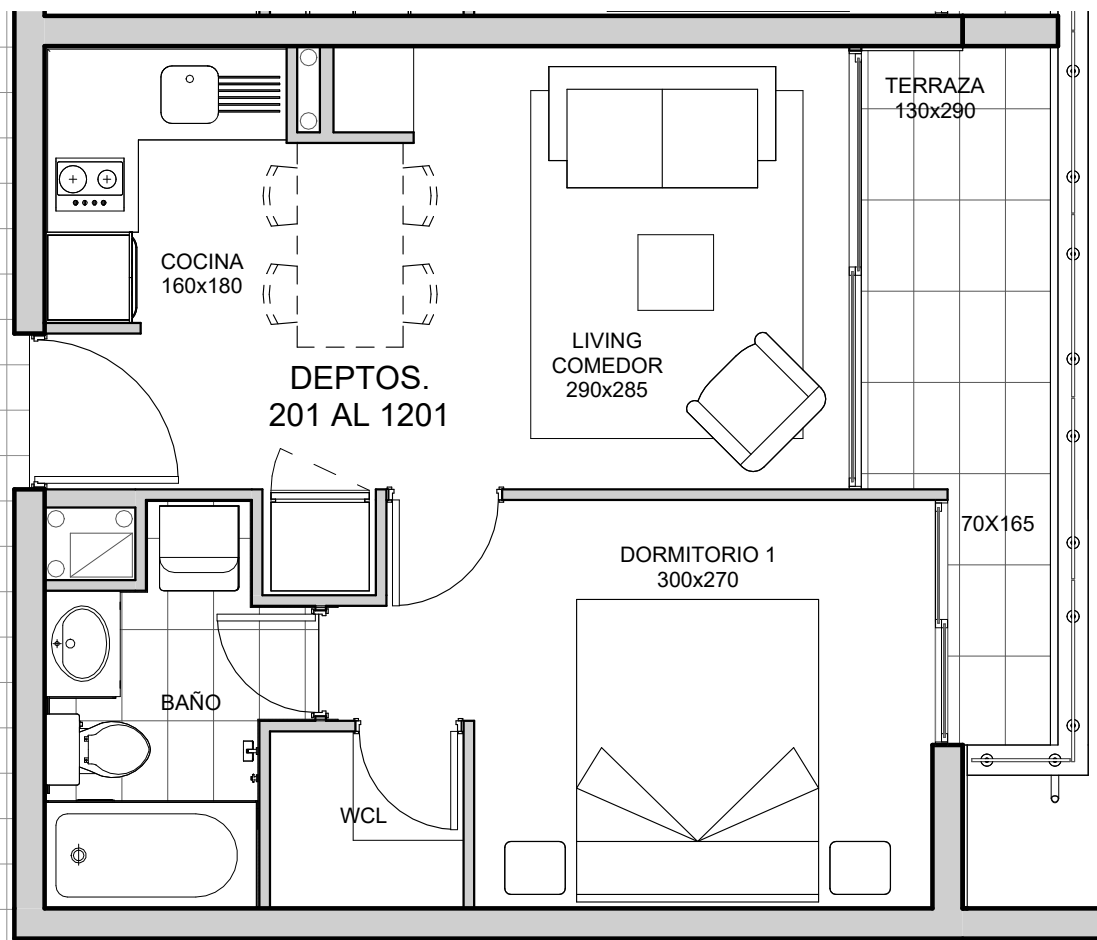 TERRAZA
130x290
COCINA
160x180
LIVING
COMEDOR
290x285
DEPTOS.
201 AL 1201
70X165
DORMITORIO 1
300x270
BAÑO
WCL